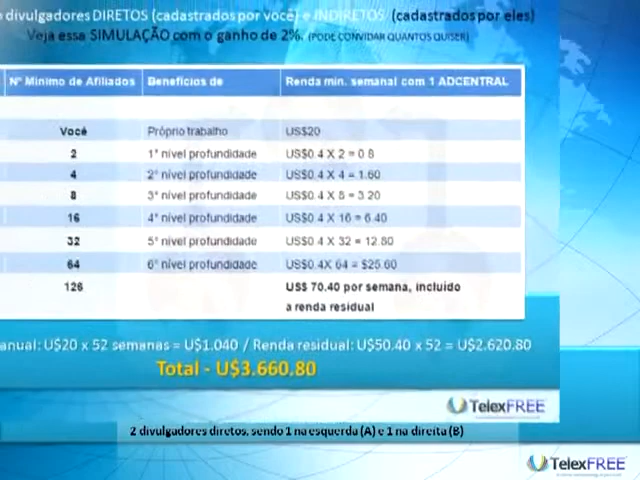 divulgadores DIRETOS (cadastrados por você) e INDIRETOS (cadastrados por eles)
Veja essa SIMULAÇÃO com o ganho de 2%. (PODE CONVIDAR QUANTOS QUISER)
Nº Mínimo de Afiliados Benefícios de Renda min. semanal com 1 ADCENTRAL
Você Próprio trabalho US$20
2 1º nível profundidade US$0.4 X 2 = 0 8
4 2º nível profundidade US$0.4 X 4 = 1.60
8 3º nível profundidade US$0.4 X 8 = 3.20
16 4º nível profundidade US$0.4 X 16 = 6.40
32 5º nível profundidade US$0.4 X 32 = 12.80
64 6º nível profundidade US$0.4X 64 = $25.60
126 US$ 70.40 por semana, incluido
a renda residual
anual: U$20 x 52 semanas = U$1.040 / Renda residual: U$50.40 x 52 = U$2.620.80
Total - U$3.660,80
TelexFREE
2 divulgadores diretos, sendo 1 na esquerda (A) e 1 na direita (B)
TelexFREE